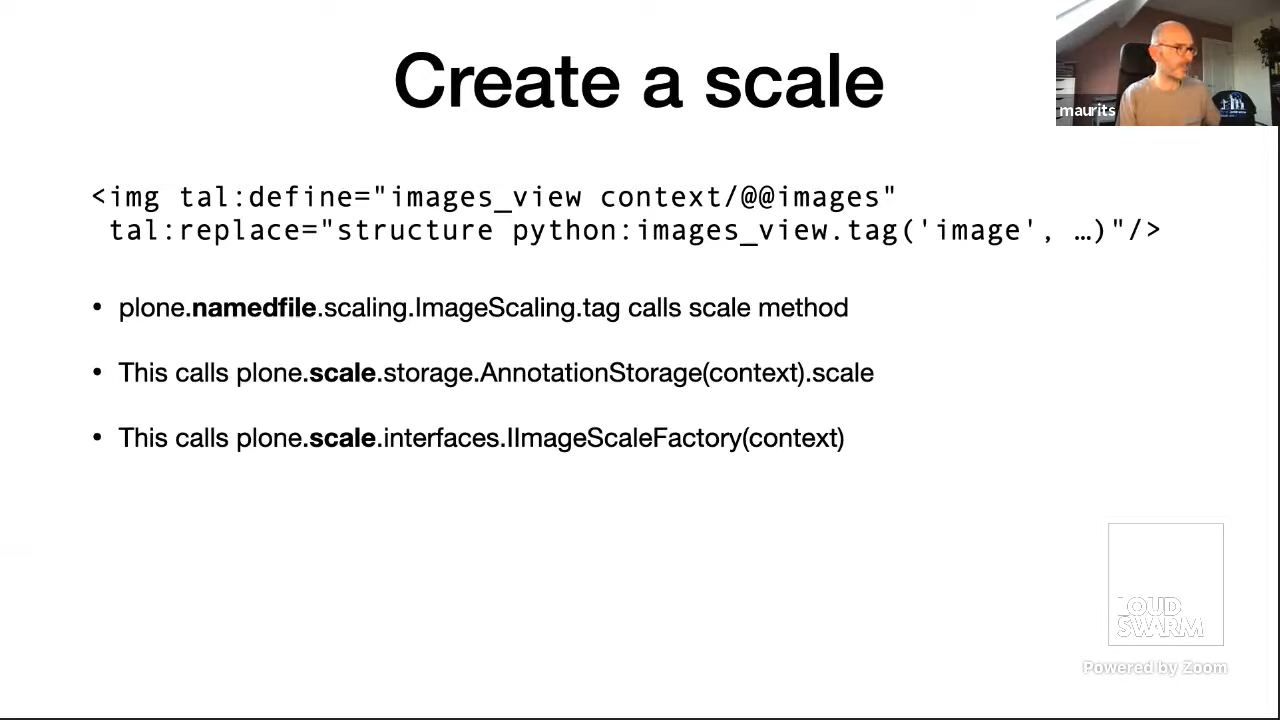 Create a scale
maurits
<img tal:define="images_view context/@@images"
tal:replace="structure python:images_view.tag('image', …)"/>
• plone.namedfile.scaling.ImageScaling.tag calls scale method
• This calls plone.scale.storage.AnnotationStorage(context).scale
• This calls plone.scale.interfaces.IImageScaleFactory(context)
LOUD
SWARM
Powered by Zoom